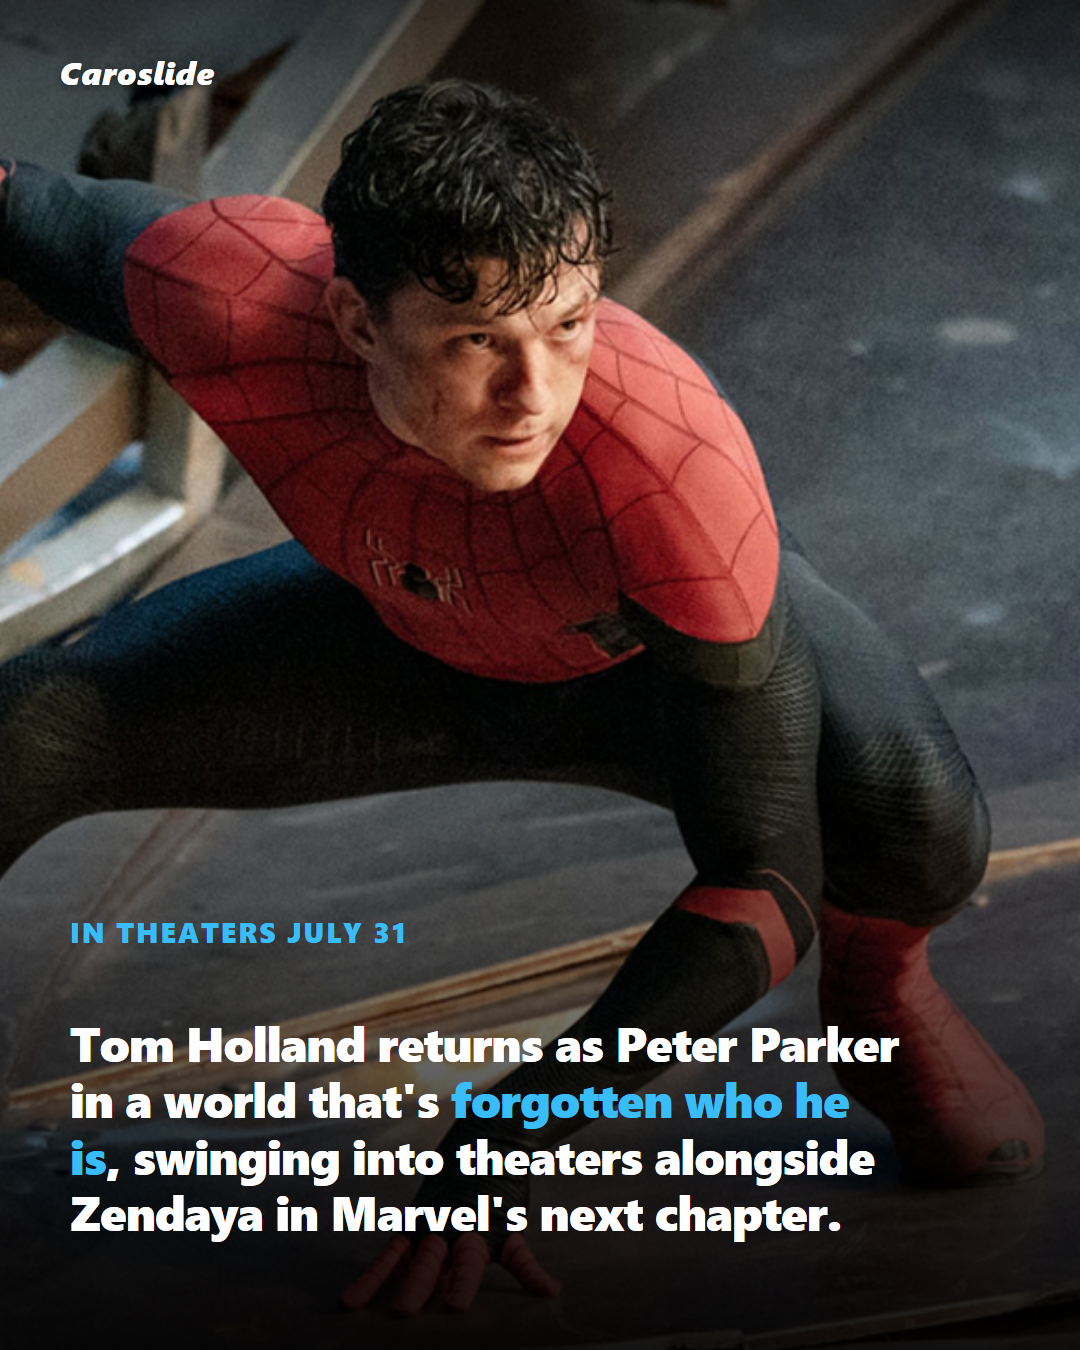 Caroslide
IN THEATERS JULY 31
Tom Holland returns as Peter Parker
in a world that's forgotten who he
is, swinging into theaters alongside
Zendaya in Marvel's next chapter.